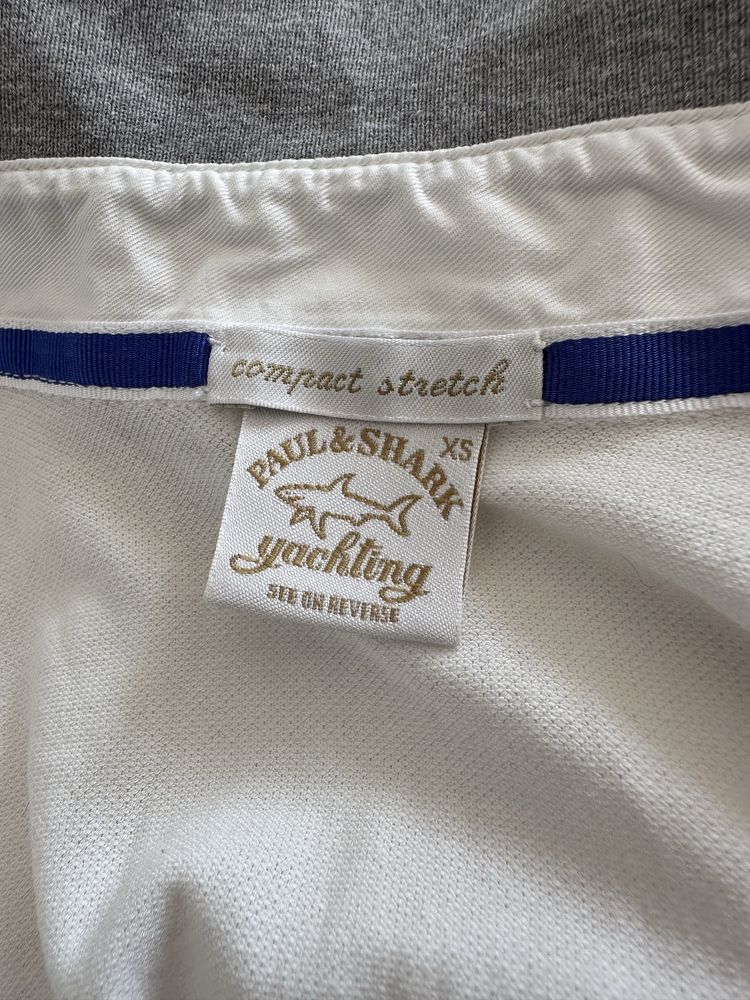 compact stretch
XS
PAUL & SHARK
yachting
SEE ON REVERSE